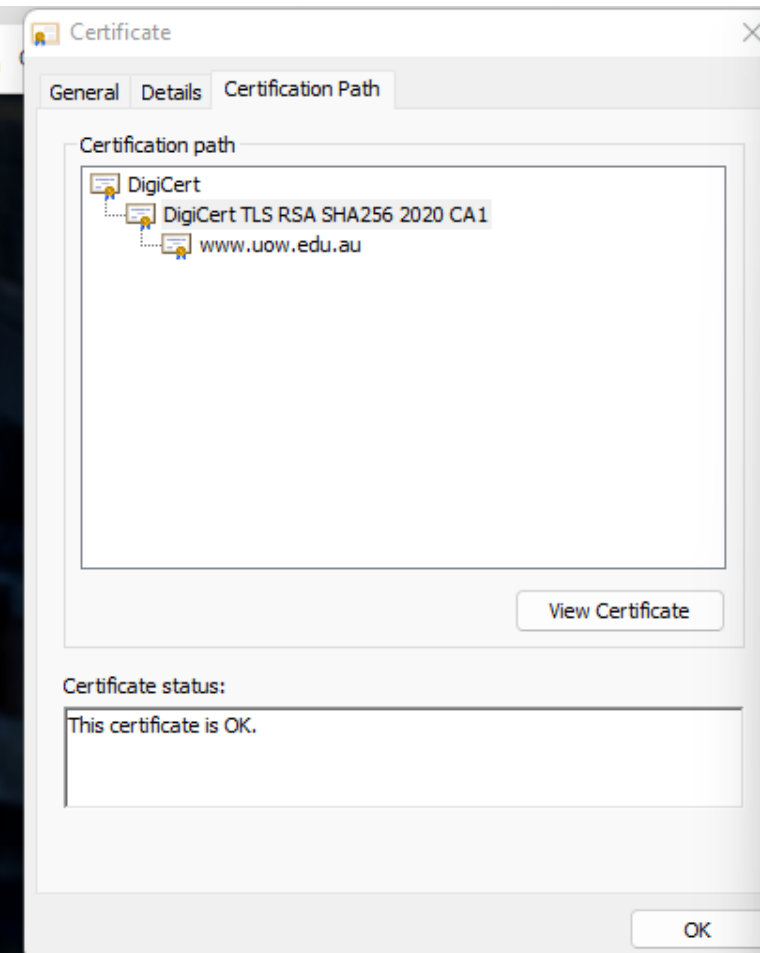 Certificate
General Details Certification Path
Certification path
DigiCert
DigiCert TLS RSA SHA256 2020 CA1
www.uow.edu.au
View Certificate
Certificate status:
This certificate is OK.
OK